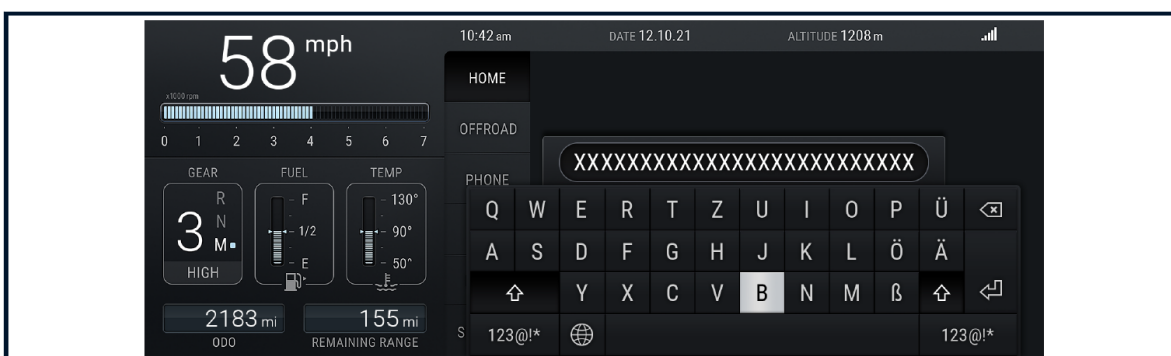 58 mph
x1000 rpm
0 1 2 3 4 5 6 7
GEAR
R
N
3 M
HIGH
FUEL
F
1/2
E
TEMP
130°
90°
50°
2183 mi
ODO
155 mi
REMAINING RANGE
10:42 am DATE 12.10.21 ALTITUDE 1208 m
HOME
OFFROAD
PHONE
S
XXXXXXXXXXXXXXXXXXXXXXXXXX
Q W E R T Z U I O P Ü
A S D F G H J K L Ö Ä
Y X C V B N M ß
123@!* 123@!*